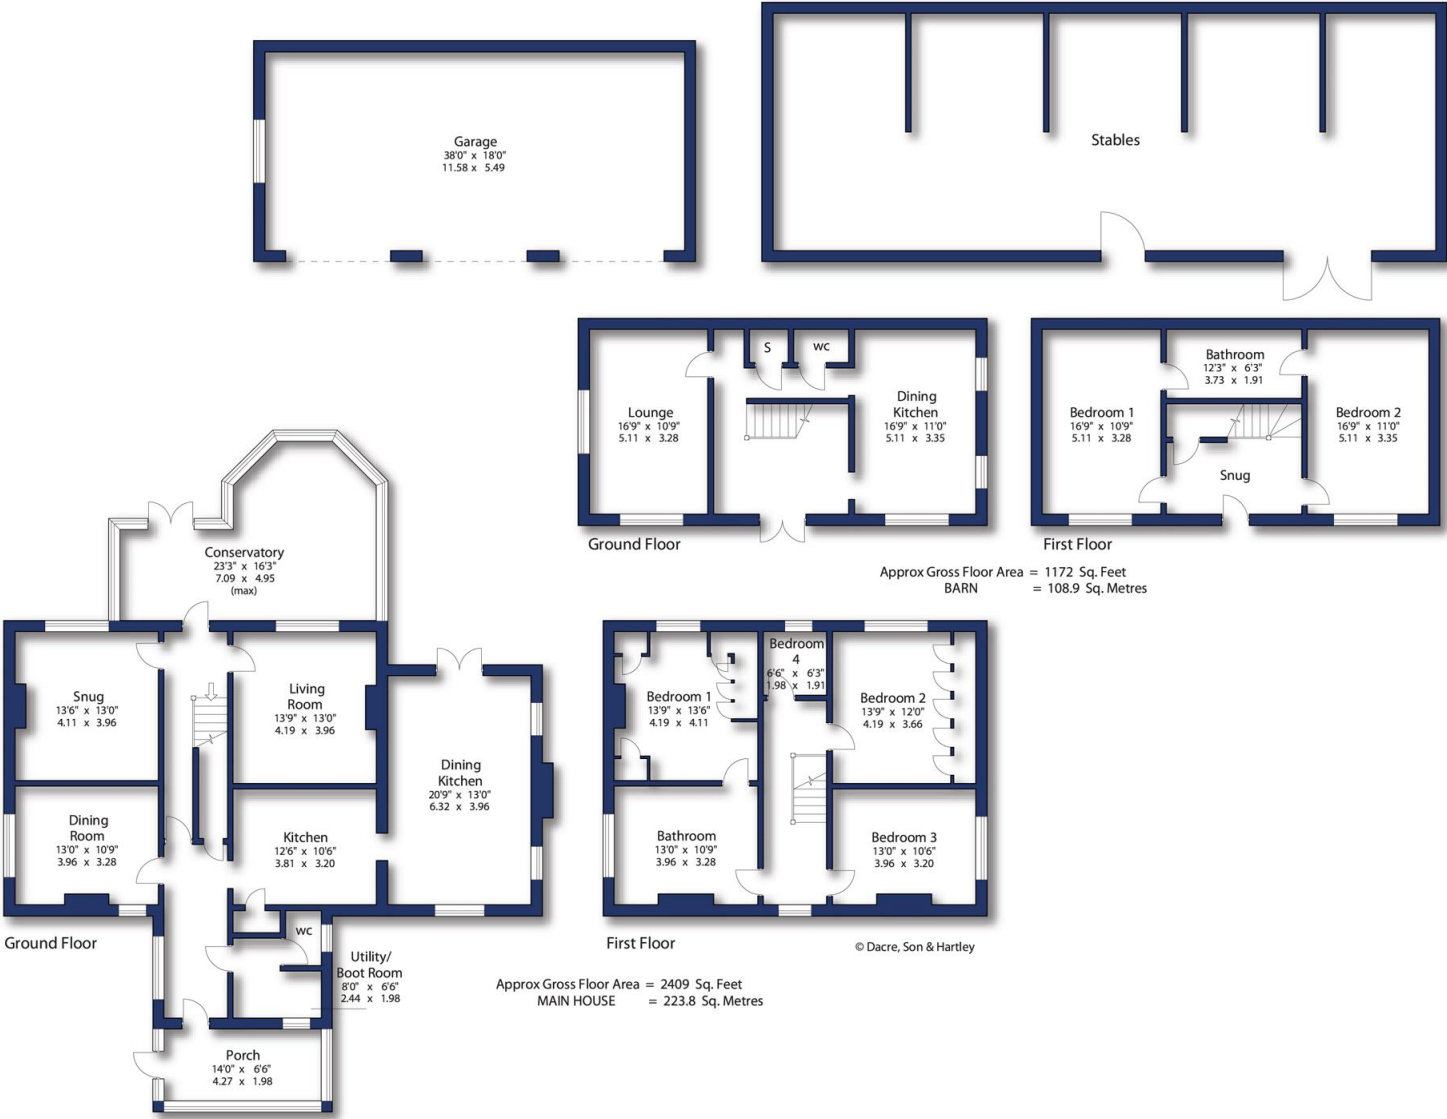 Garage
38'0" x 18'0"
11.58 x 5.49
Stables
Lounge
16'9" x 10'9"
5.11 x 3.28
S
wc
Dining
Kitchen
16'9" x 11'0"
5.11 x 3.35
Ground Floor
Bedroom 1
16'9" x 10'9"
5.11 x 3.28
Bathroom
12'3" x 6'3"
3.73 x 1.91
Snug
Bedroom 2
16'9" x 11'0"
5.11 x 3.35
First Floor
Approx Gross Floor Area = 1172 Sq. Feet
BARN = 108.9 Sq. Metres
Conservatory
23'3" x 16'3"
7.09 x 4.95
(max)
Snug
13'6" x 13'0"
4.11 x 3.96
Living
Room
13'9" x 13'0"
4.19 x 3.96
Dining
Kitchen
20'9" x 13'0"
6.32 x 3.96
Dining
Room
13'0" x 10'9"
3.96 x 3.28
Kitchen
12'6" x 10'6"
3.81 x 3.20
wc
Utility/
Boot Room
8'0" x 6'6"
2.44 x 1.98
Porch
14'0" x 6'6"
4.27 x 1.98
Ground Floor
Bedroom 1
13'9" x 13'6"
4.19 x 4.11
Bedroom
4
6'6" x 6'3"
1.98 x 1.91
Bedroom 2
13'9" x 12'0"
4.19 x 3.66
Bathroom
13'0" x 10'9"
3.96 x 3.28
Bedroom 3
13'0" x 10'6"
3.96 x 3.20
First Floor
© Dacre, Son & Hartley
Approx Gross Floor Area = 2409 Sq. Feet
MAIN HOUSE = 223.8 Sq. Metres